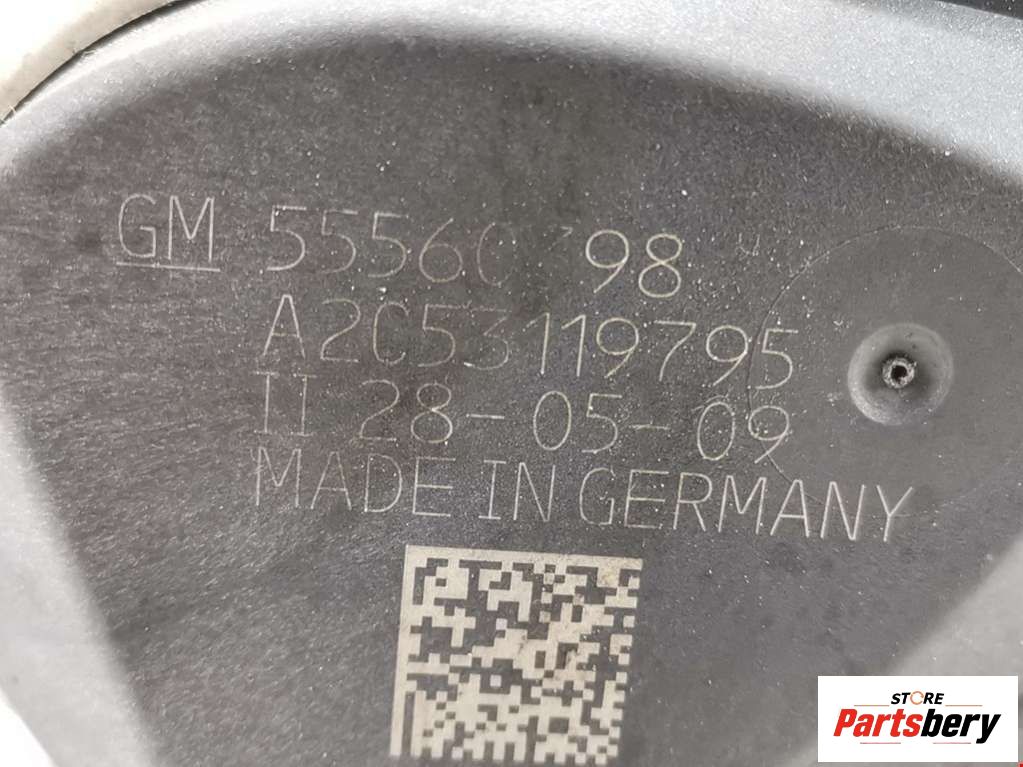 GM
A2C53119795
II 28-05-09
MADE IN GERMANY
STORE
Partsbery